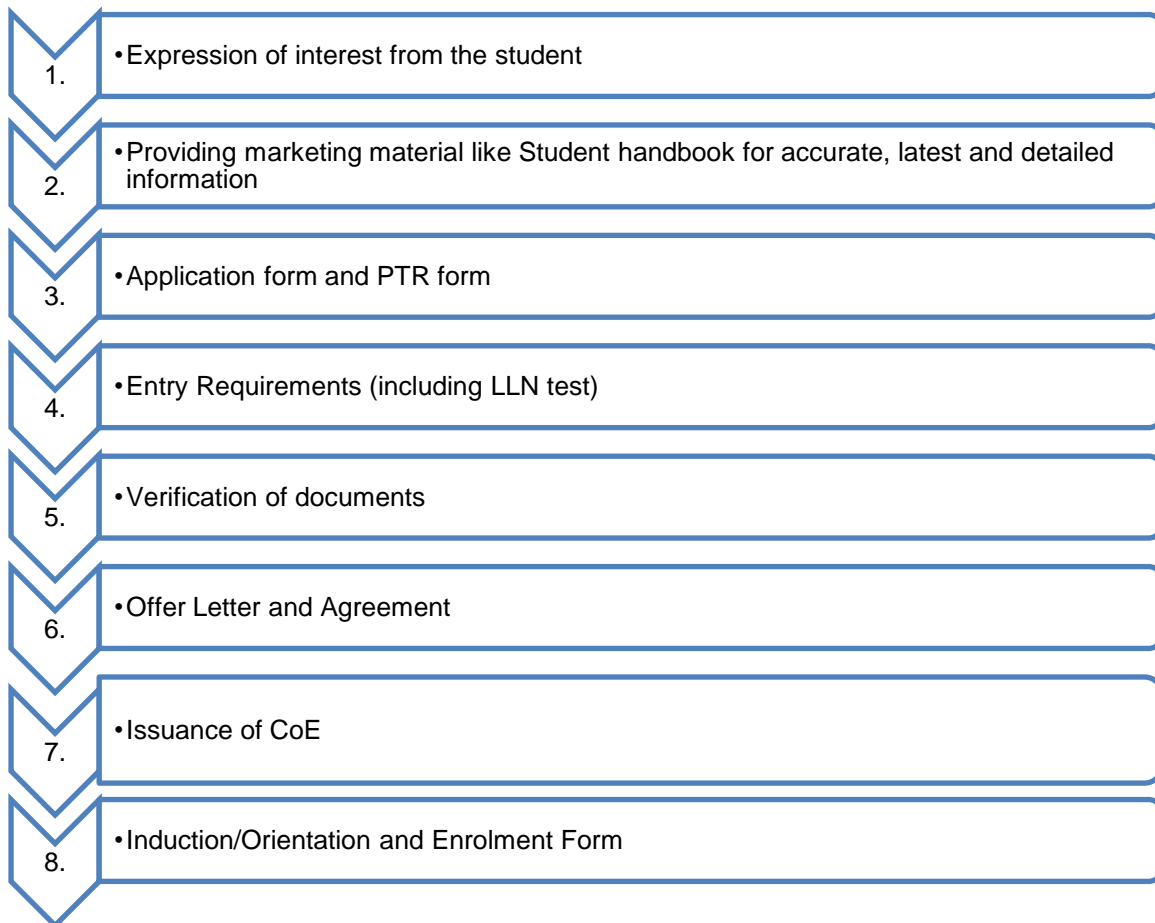 1.
•Expression of interest from the student
2.
•Providing marketing material like Student handbook for accurate, latest and detailed
information
3.
•Application form and PTR form
4.
•Entry Requirements (including LLN test)
5.
•Verification of documents
6.
•Offer Letter and Agreement
7.
•Issuance of CoE
8.
•Induction/Orientation and Enrolment Form